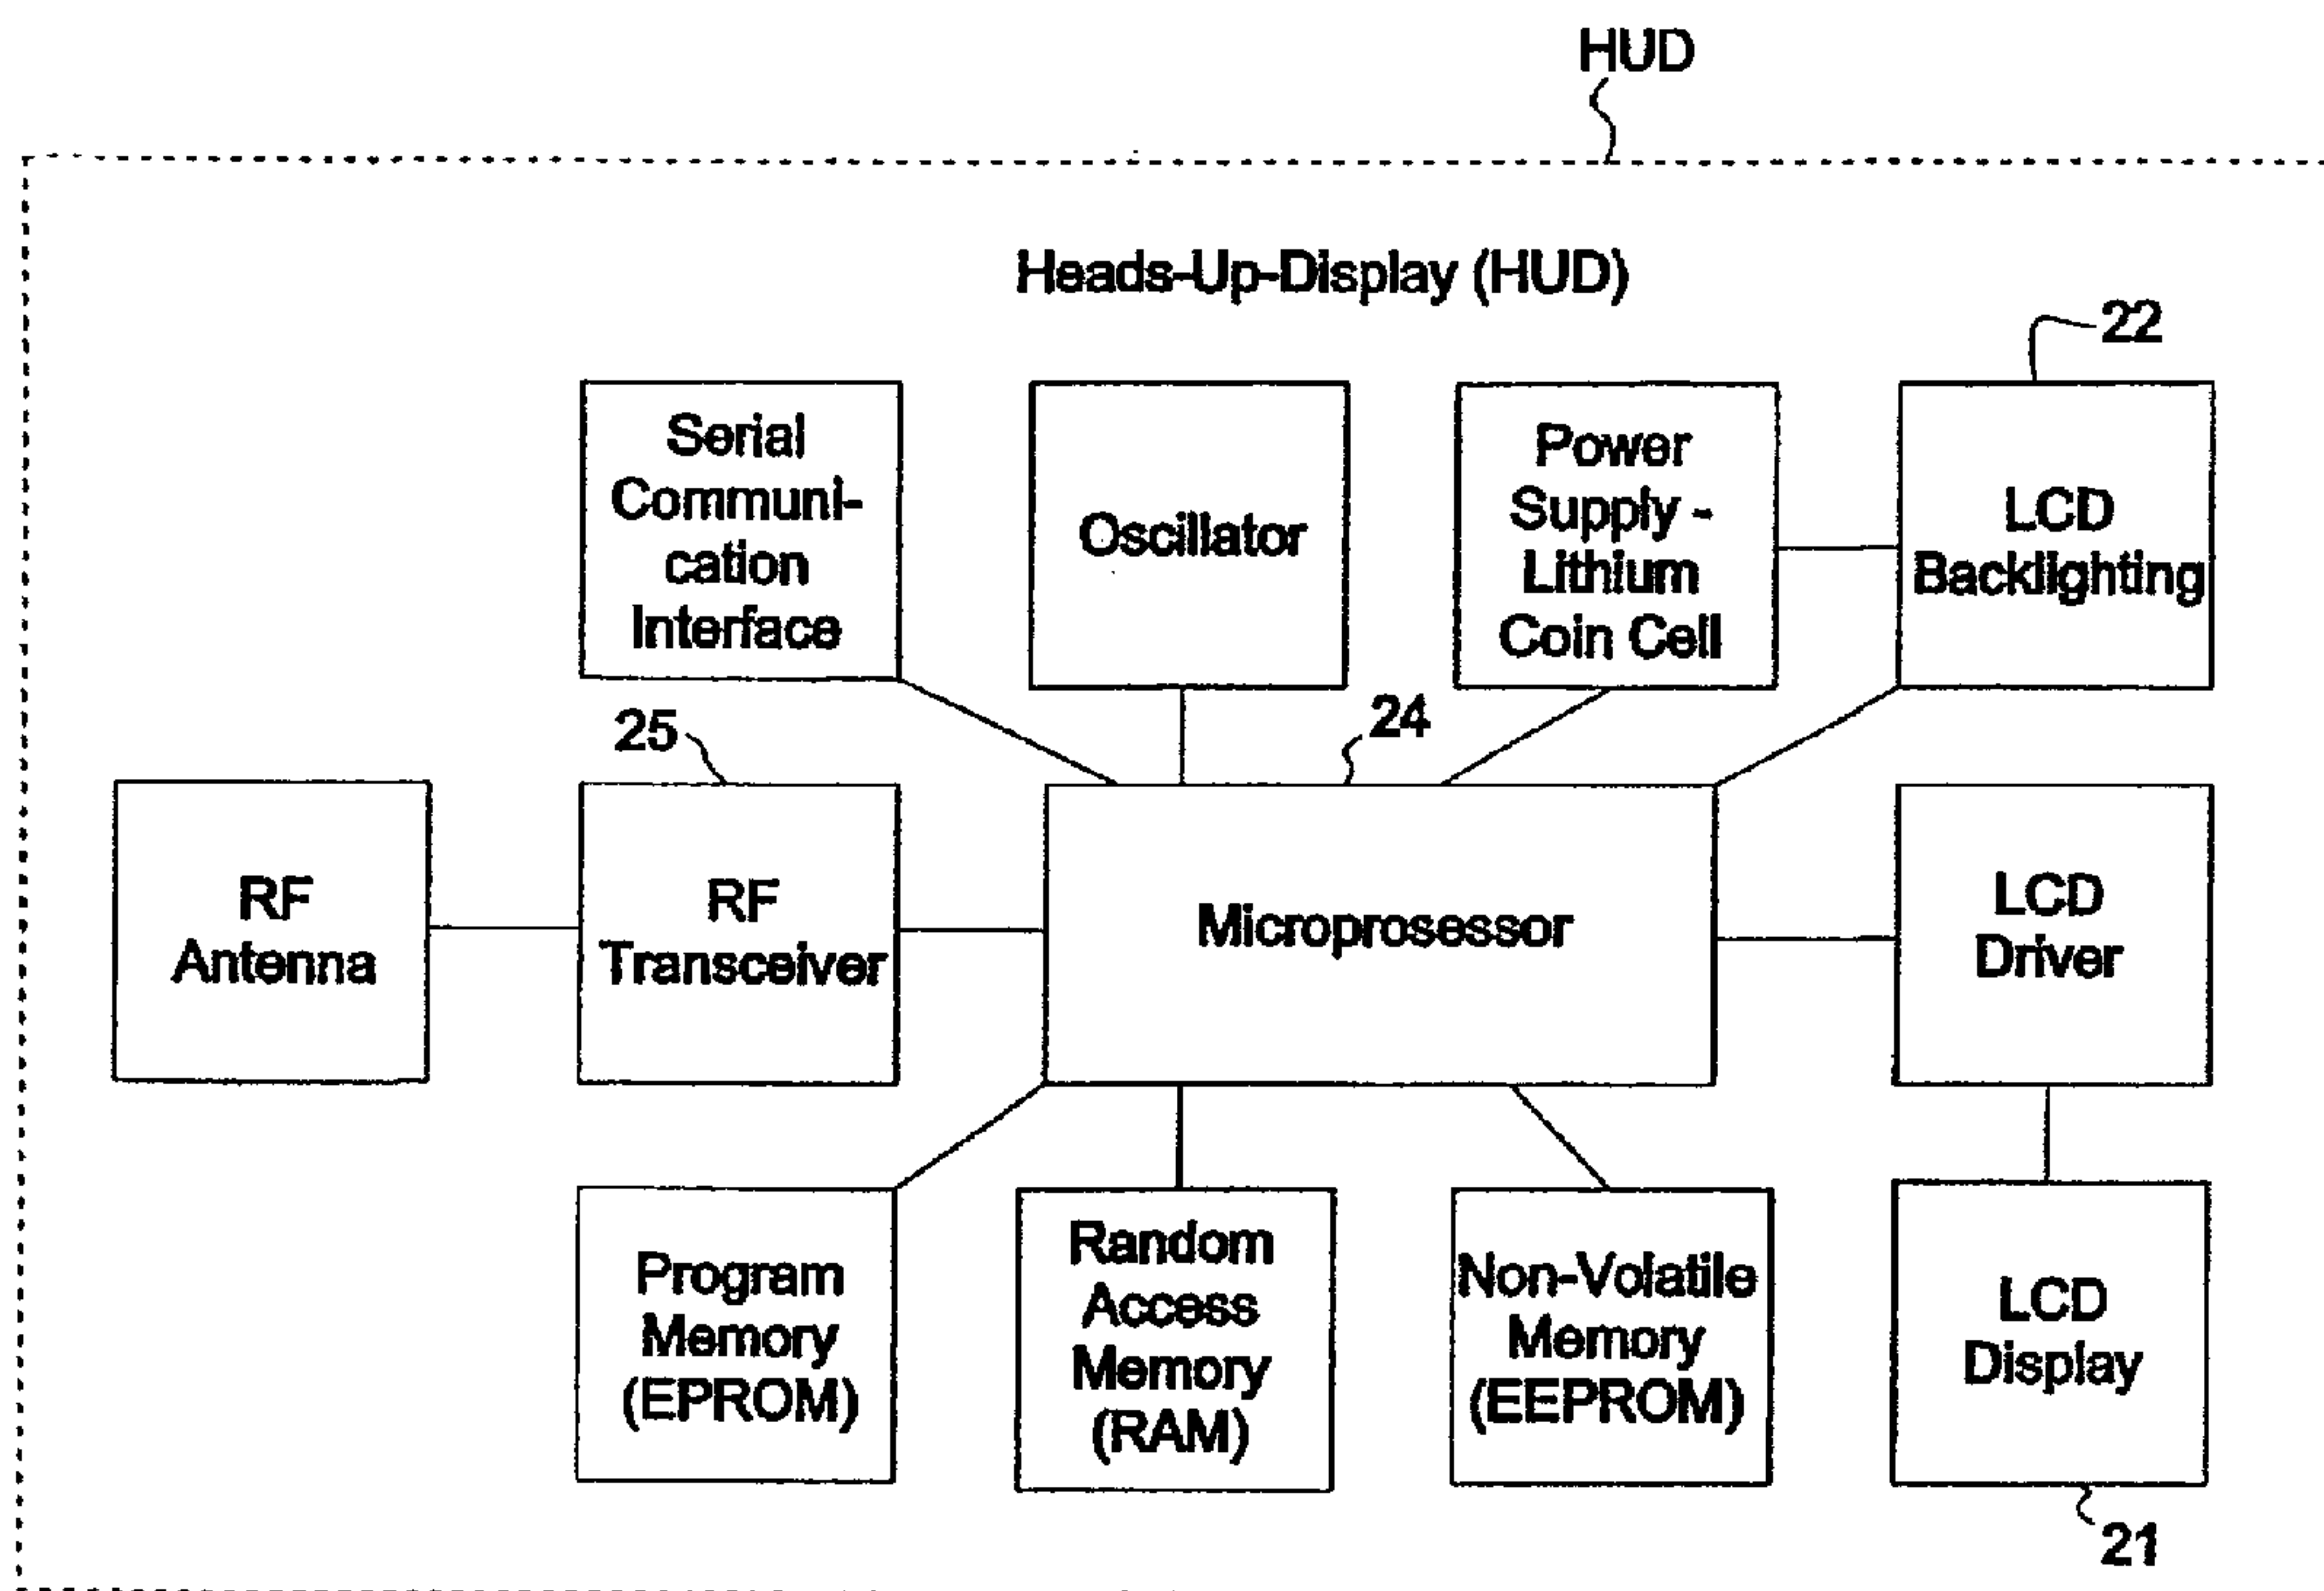 HUD
Heads-Up-Display (HUD)
22
Serial
Communi-
cation
Interface
Oscillator
Power
Supply -
Lithium
Coin Cell
LCD
Backlighting
25
24
RF
Antenna
RF
Transceiver
Microprosessor
LCD
Driver
Program
Memory
(EPROM)
Random
Access
Memory
(RAM)
Non-Volatile
Memory
(EEPROM)
LCD
Display
21